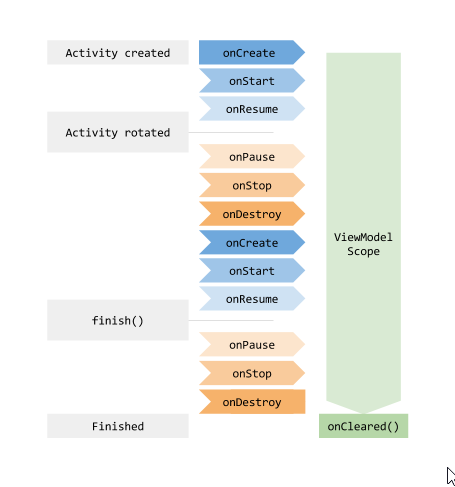 Activity created
onCreate
onStart
onResume
Activity rotated
onPause
onStop
onDestroy
onCreate
ViewModel
Scope
onStart
onResume
finish()
onPause
onStop
onDestroy
Finished
onCleared()